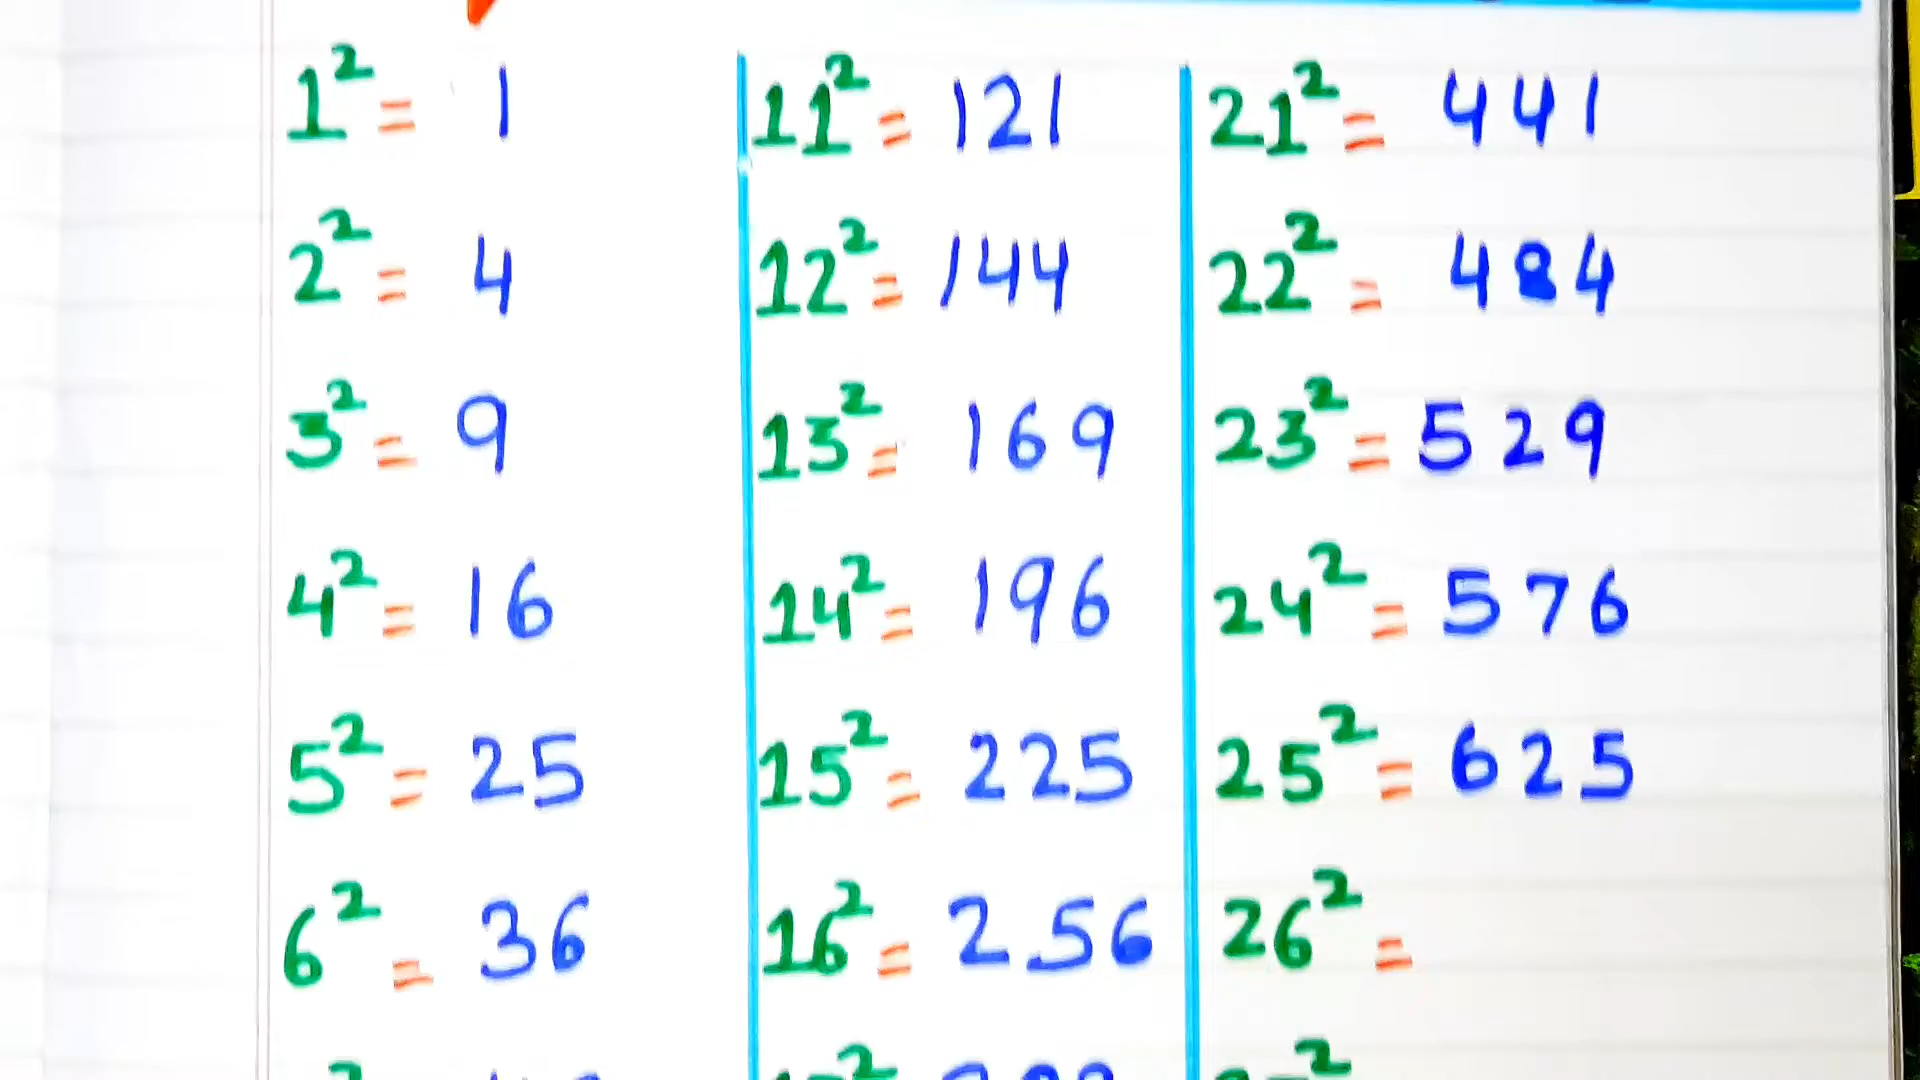 1² = 1
2² = 4
3² = 9
4² = 16
5² = 25
6² = 36
11² = 121
12² = 144
13² = 169
14² = 196
15² = 225
16² = 256
21² = 441
22² = 484
23² = 529
24² = 576
25² = 625
26² =